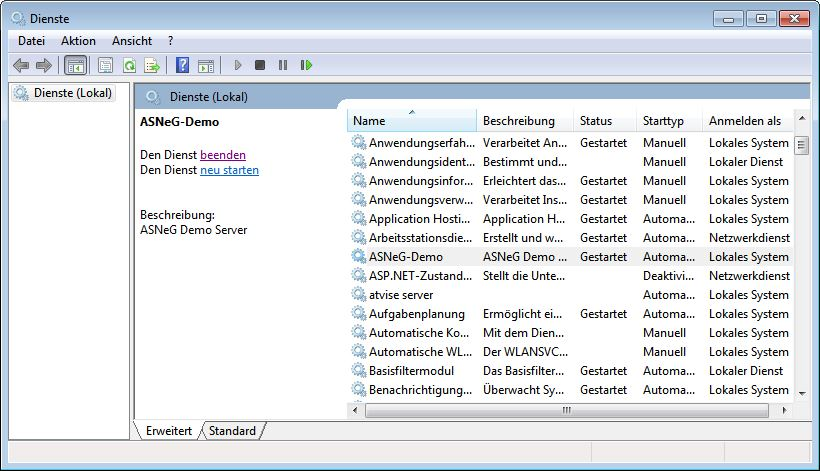 Dienste
Datei Aktion Ansicht ?
Dienste (Lokal)
Dienste (Lokal)
ASNeG-Demo
Den Dienst beenden
Den Dienst neu starten
Beschreibung:
ASNeG Demo Server
Name Beschreibung Status Starttyp Anmelden als
Anwendungserfah... Verarbeitet An... Gestartet Manuell Lokales System
Anwendungsident... Bestimmt und... Manuell Lokaler Dienst
Anwendungsinfor... Erleichtert das... Gestartet Manuell Lokales System
Anwendungsverw... Verarbeitet Ins... Gestartet Manuell Lokales System
Application Hosti... Application H... Gestartet Automa... Lokales System
Arbeitsstationsdie... Erstellt und w... Gestartet Automa... Netzwerkdienst
ASNeG-Demo ASNeG Demo ... Gestartet Automa... Lokales System
ASP.NET-Zustand... Stellt die Unte... Deaktivi... Netzwerkdienst
atvise server Automa... Lokales System
Aufgabenplanung Ermöglicht ei... Gestartet Automa... Lokales System
Automatische Ko... Mit dem Dien... Manuell Lokales System
Automatische WL... Der WLANSVC... Manuell Lokales System
Basisfiltermodul Das Basisfilter... Gestartet Automa... Lokaler Dienst
Benachrichtigung... Überwacht Sy... Gestartet Automa... Lokales System
Erweitert Standard